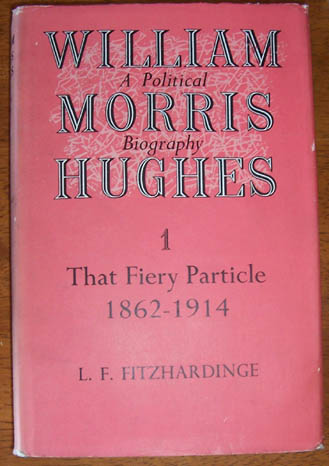 WILLIAM
A Political
MORRIS
Biography
HUGHES
1
That Fiery Particle
1862-1914
L. F. FITZHARDINGE